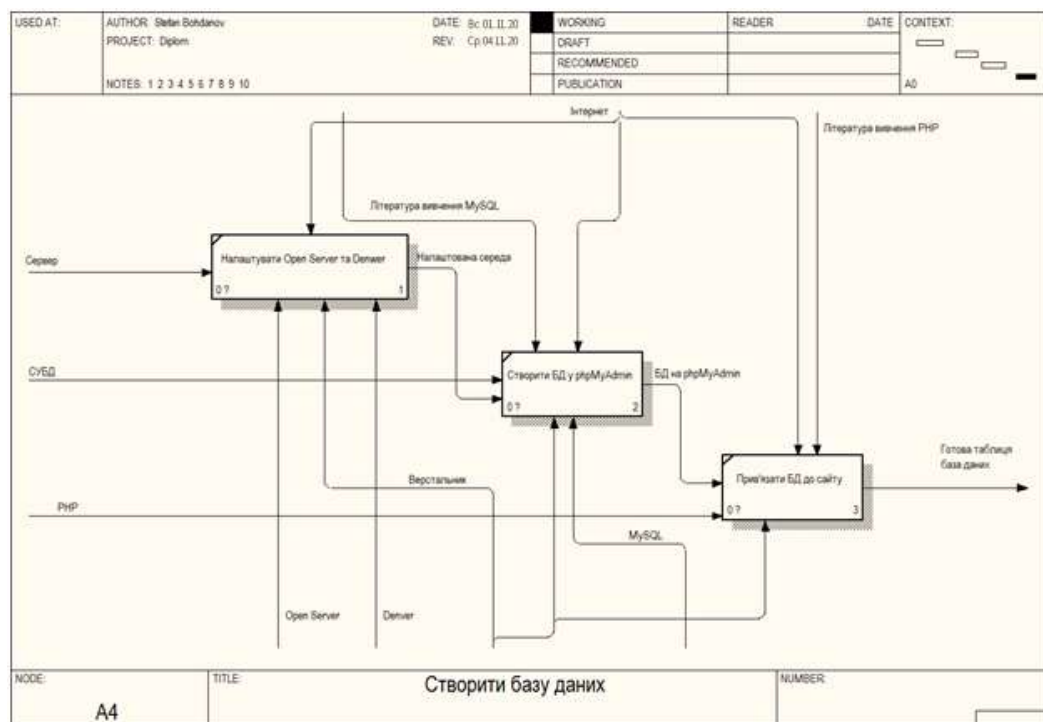 USED AT:
AUTHOR: Stefan Bohdanov
DATE: Вс 01.11.20
WORKING
READER
DATE
CONTEXT:
PROJECT: Diplom
REV: Ср 04.11.20
DRAFT
RECOMMENDED
NOTES: 1 2 3 4 5 6 7 8 9 10
PUBLICATION
A0
Інтернет
Література вивчення PHP
Література вивчення MySQL
Сервер
Налаштувати Open Server та Denwer
0 ?
1
Налаштована середа
СУБД
Створити БД у phpMyAdmin
0 ?
2
БД на phpMyAdmin
Готова таблиця
база даних
Прив'язати БД до сайту
0 ?
3
Верстальник
PHP
MySQL
Open Server
Denver
NODE:
TITLE:
Створити базу даних
NUMBER:
A4